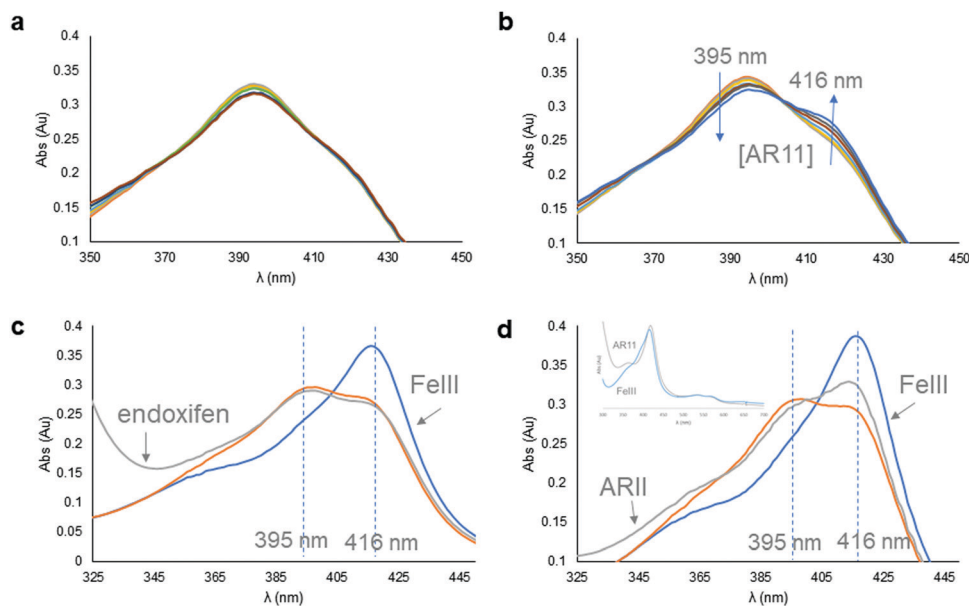 a
0.4
0.35
0.3
0.25
0.2
0.15
0.1
350 370 390 410 430 450
Abs (Au)
λ (nm)
b
0.4
0.35
0.3
0.25
0.2
0.15
0.1
350 370 390 410 430 450
Abs (Au)
λ (nm)
395 nm
416 nm
[AR11]
c
0.4
0.35
0.3
0.25
0.2
0.15
0.1
0.05
0
325 345 365 385 405 425 445
Abs (Au)
λ (nm)
endoxifen
FeIII
395 nm
416 nm
d
0.4
0.35
0.3
0.25
0.2
0.15
0.1
325 345 365 385 405 425 445
Abs (Au)
λ (nm)
AR11
FeIII
Abs (Au)
λ (nm)
FeIII
ARII
395 nm
416 nm